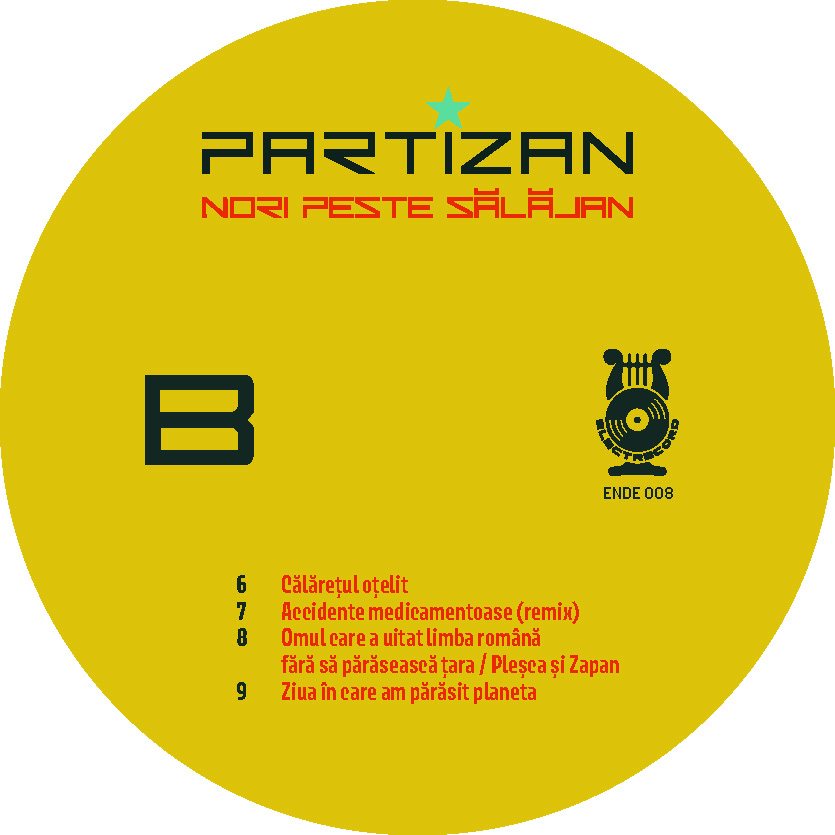 PARTIZAN
NORI PESTE SĂLĂJAN
B
ELECTRECORD
ENDE 008
6 Călărețul oțelit
7 Accidente medicamentoase (remix)
8 Omul care a uitat limba română
fără să părăsească țara / Pleșca și Zapan
9 Ziua în care am părăsit planeta